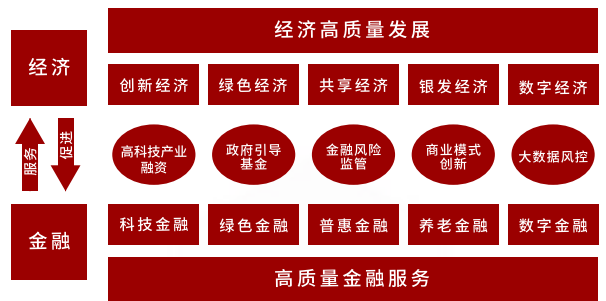 经济高质量发展
经济
创新经济
绿色经济
共享经济
银发经济
数字经济
服务
促进
高科技产业
融资
政府引导
基金
金融风险
监管
商业模式
创新
大数据风控
金融
科技金融
绿色金融
普惠金融
养老金融
数字金融
高质量金融服务